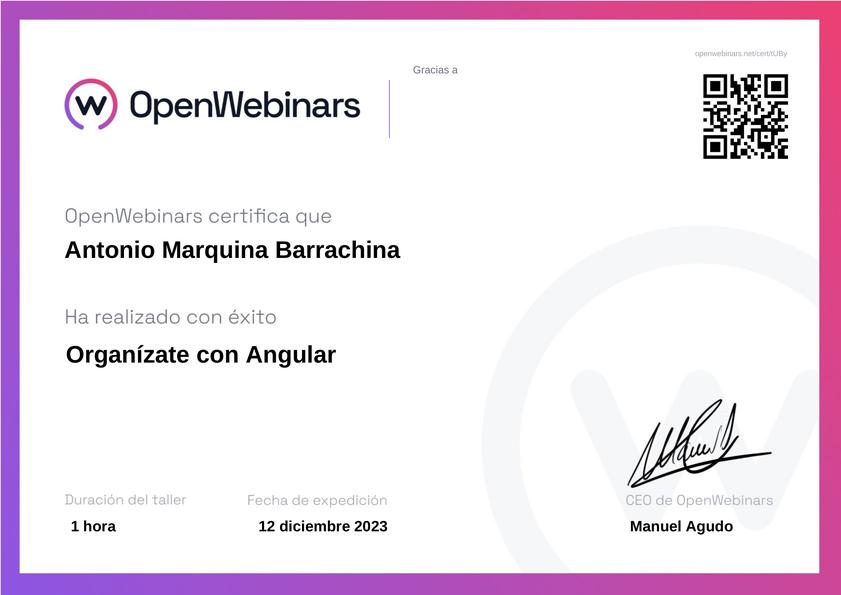 openwebinars.net/cert/tUBy
Gracias a
OpenWebinars
OpenWebinars certifica que
Antonio Marquina Barrachina
Ha realizado con éxito
Organízate con Angular
Duración del taller
1 hora
Fecha de expedición
12 diciembre 2023
CEO de OpenWebinars
Manuel Agudo